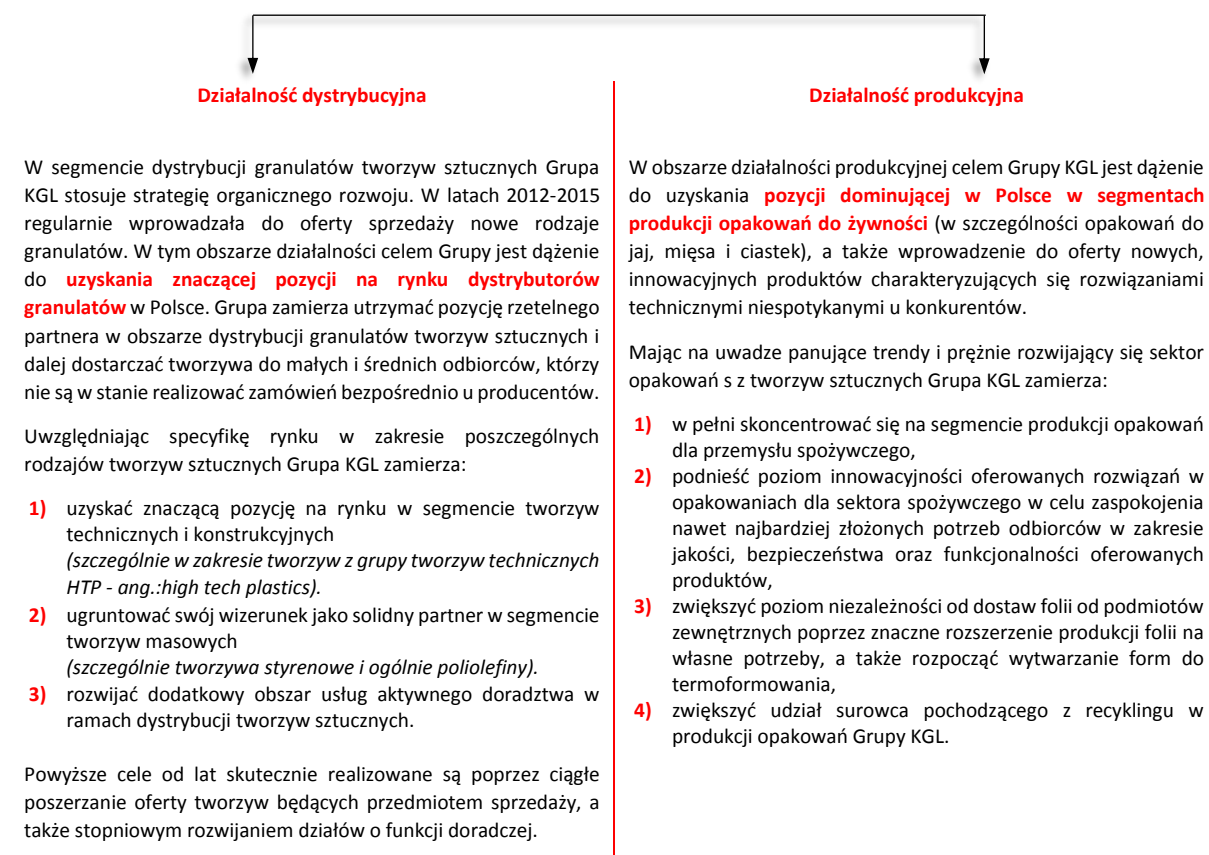 Działalność dystrybucyjna
W segmencie dystrybucji granulatów tworzyw sztucznych Grupa
KGL stosuje strategię organicznego rozwoju. W latach 2012-2015
regularnie wprowadzała do oferty sprzedaży nowe rodzaje
granulatów. W tym obszarze działalności celem Grupy jest dążenie
do uzyskania znaczącej pozycji na rynku dystrybutorów
granulatów w Polsce. Grupa zamierza utrzymać pozycję rzetelnego
partnera w obszarze dystrybucji granulatów tworzyw sztucznych i
dalej dostarczać tworzywa do małych i średnich odbiorców, którzy
nie są w stanie realizować zamówień bezpośrednio u producentów.
Uwzględniając specyfikę rynku w zakresie poszczególnych
rodzajów tworzyw sztucznych Grupa KGL zamierza:
1) uzyskać znaczącą pozycję na rynku w segmencie tworzyw
technicznych i konstrukcyjnych
(szczególnie w zakresie tworzyw z grupy tworzyw technicznych
HTP - ang.:high tech plastics).
2) ugruntować swój wizerunek jako solidny partner w segmencie
tworzyw masowych
(szczególnie tworzywa styrenowe i ogólnie poliolefiny).
3) rozwijać dodatkowy obszar usług aktywnego doradztwa w
ramach dystrybucji tworzyw sztucznych.
Powyższe cele od lat skutecznie realizowane są poprzez ciągłe
poszerzanie oferty tworzyw będących przedmiotem sprzedaży, a
także stopniowym rozwijaniem działów o funkcji doradczej.
Działalność produkcyjna
W obszarze działalności produkcyjnej celem Grupy KGL jest dążenie
do uzyskania pozycji dominującej w Polsce w segmentach
produkcji opakowań do żywności (w szczególności opakowań do
jaj, mięsa i ciastek), a także wprowadzenie do oferty nowych,
innowacyjnych produktów charakteryzujących się rozwiązaniami
technicznymi niespotykanymi u konkurentów.
Mając na uwadze panujące trendy i prężnie rozwijający się sektor
opakowań s z tworzyw sztucznych Grupa KGL zamierza:
1) w pełni skoncentrować się na segmencie produkcji opakowań
dla przemysłu spożywczego,
2) podnieść poziom innowacyjności oferowanych rozwiązań w
opakowaniach dla sektora spożywczego w celu zaspokojenia
nawet najbardziej złożonych potrzeb odbiorców w zakresie
jakości, bezpieczeństwa oraz funkcjonalności oferowanych
produktów,
3) zwiększyć poziom niezależności od dostaw folii od podmiotów
zewnętrznych poprzez znaczne rozszerzenie produkcji folii na
własne potrzeby, a także rozpocząć wytwarzanie form do
termoformowania,
4) zwiększyć udział surowca pochodzącego z recyklingu w
produkcji opakowań Grupy KGL.